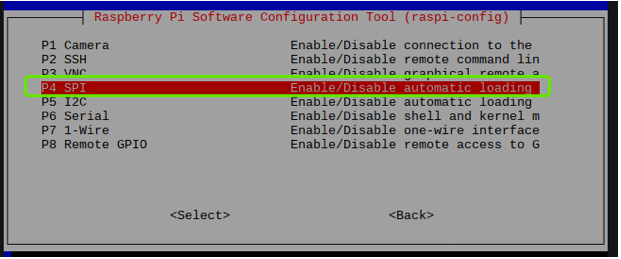 Raspberry Pi Software Configuration Tool (raspi-config)
P1 Camera Enable/Disable connection to the
P2 SSH Enable/Disable remote command lin
P3 VNC Enable/Disable graphical remote a
P4 SPI Enable/Disable automatic loading
P5 I2C Enable/Disable automatic loading
P6 Serial Enable/Disable shell and kernel m
P7 1-Wire Enable/Disable one-wire interface
P8 Remote GPIO Enable/Disable remote access to G
<Select> <Back>